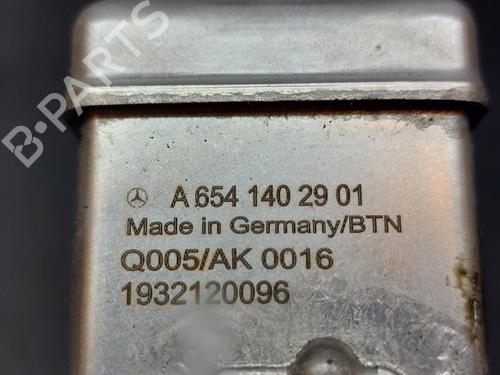 B-PARTS
A 654 140 29 01
Made in Germany/BTN
Q005/AK 0016
1932120096